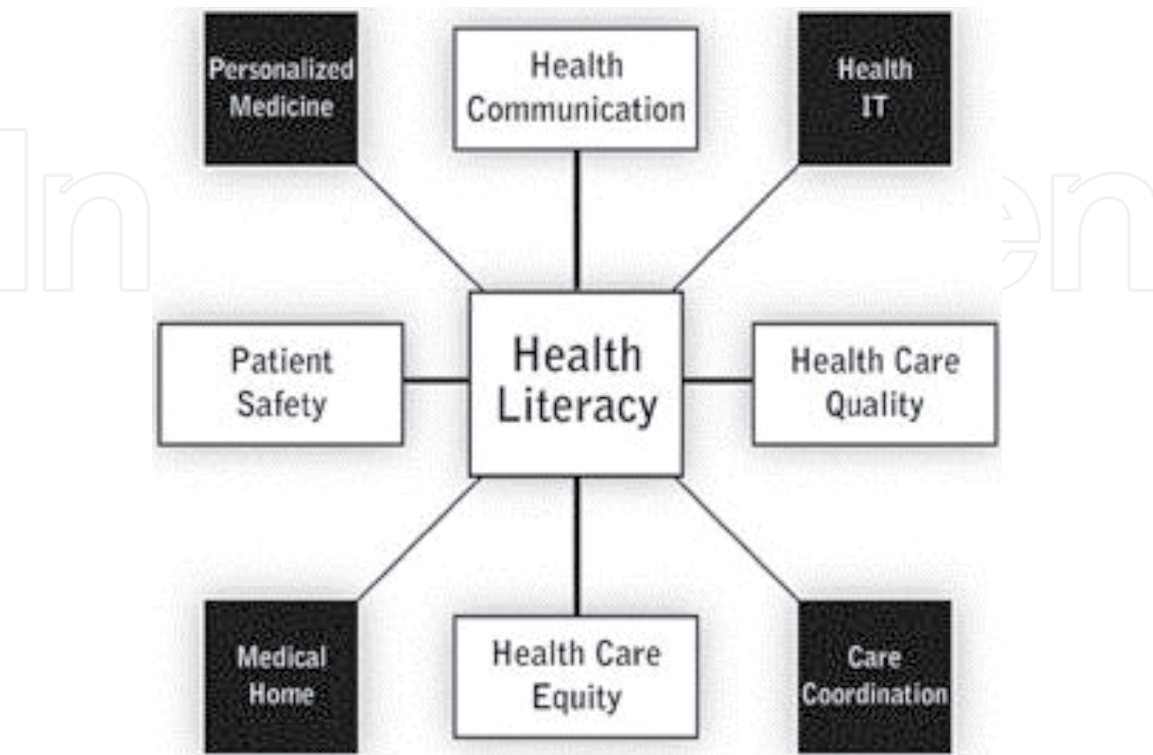 Personalized
Medicine
Health
Communication
Health
IT
Patient
Safety
Health
Literacy
Health Care
Quality
Medical
Home
Health Care
Equity
Care
Coordination